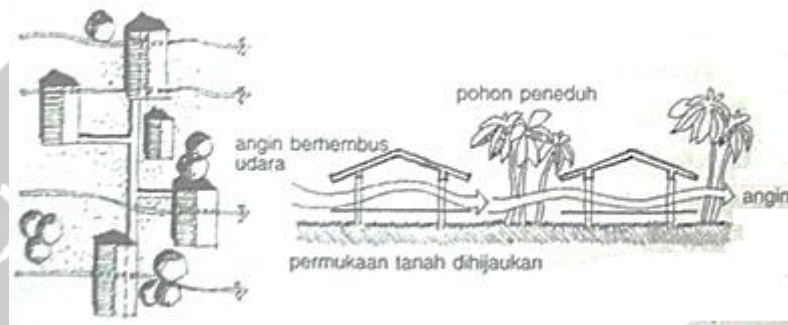 pohon peneduh
angin berhembus
udara
angin
permukaan tanah dihijaukan